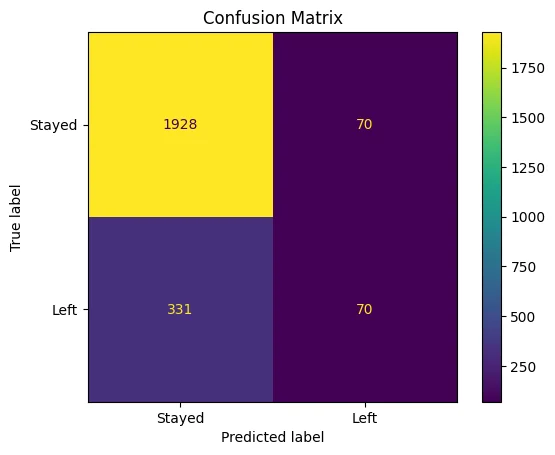 Confusion Matrix
True label
Stayed
1928
70
Left
331
70
Stayed
Left
Predicted label
1750
1500
1250
1000
750
500
250